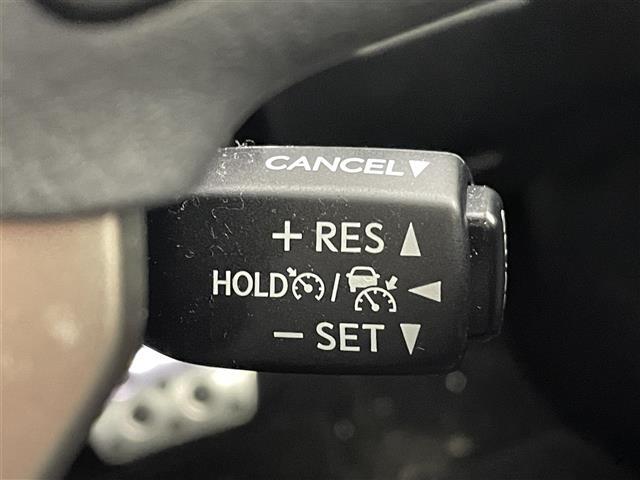 CANCEL▼
+ RES ▲
HOLD / ◀
− SET ▼